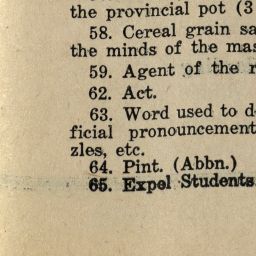 the provincial pot (3
58. Cereal grain sa
the minds of the mas
59. Agent of the r
62. Act.
63. Word used to d
ficial pronouncement
zles, etc.
64. Pint. (Abbn.)
65. Expel Students